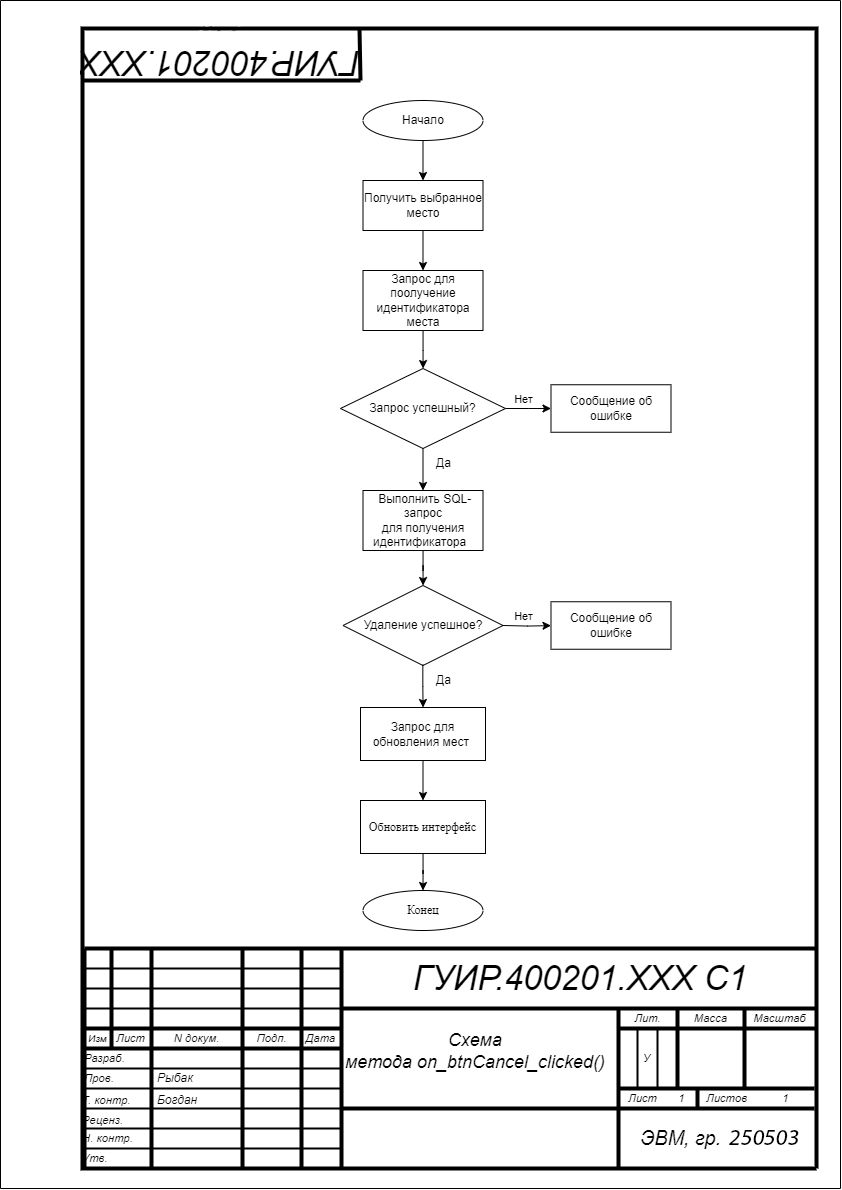 ГУИР.400201.XXX
Начало
Получить выбранное
место
Запрос для
поолучение
идентификатора
места
Запрос успешный?
Нет
Сообщение об
ошибке
Да
Выполнить SQL-
запрос
для получения
идентификатора
Удаление успешное?
Нет
Сообщение об
ошибке
Да
Запрос для
обновления мест
Обновить интерфейс
Конец
ГУИР.400201.XXX С1
Изм Лист N докум. Подп. Дата
Схема
метода on_btnCancel_clicked()
Лит. Масса Масштаб
У
Разраб.
Пров. Рыбак
Т. контр. Богдан
Реценз.
Н. контр.
Утв.
Лист 1 Листов 1
ЭВМ, гр. 250503